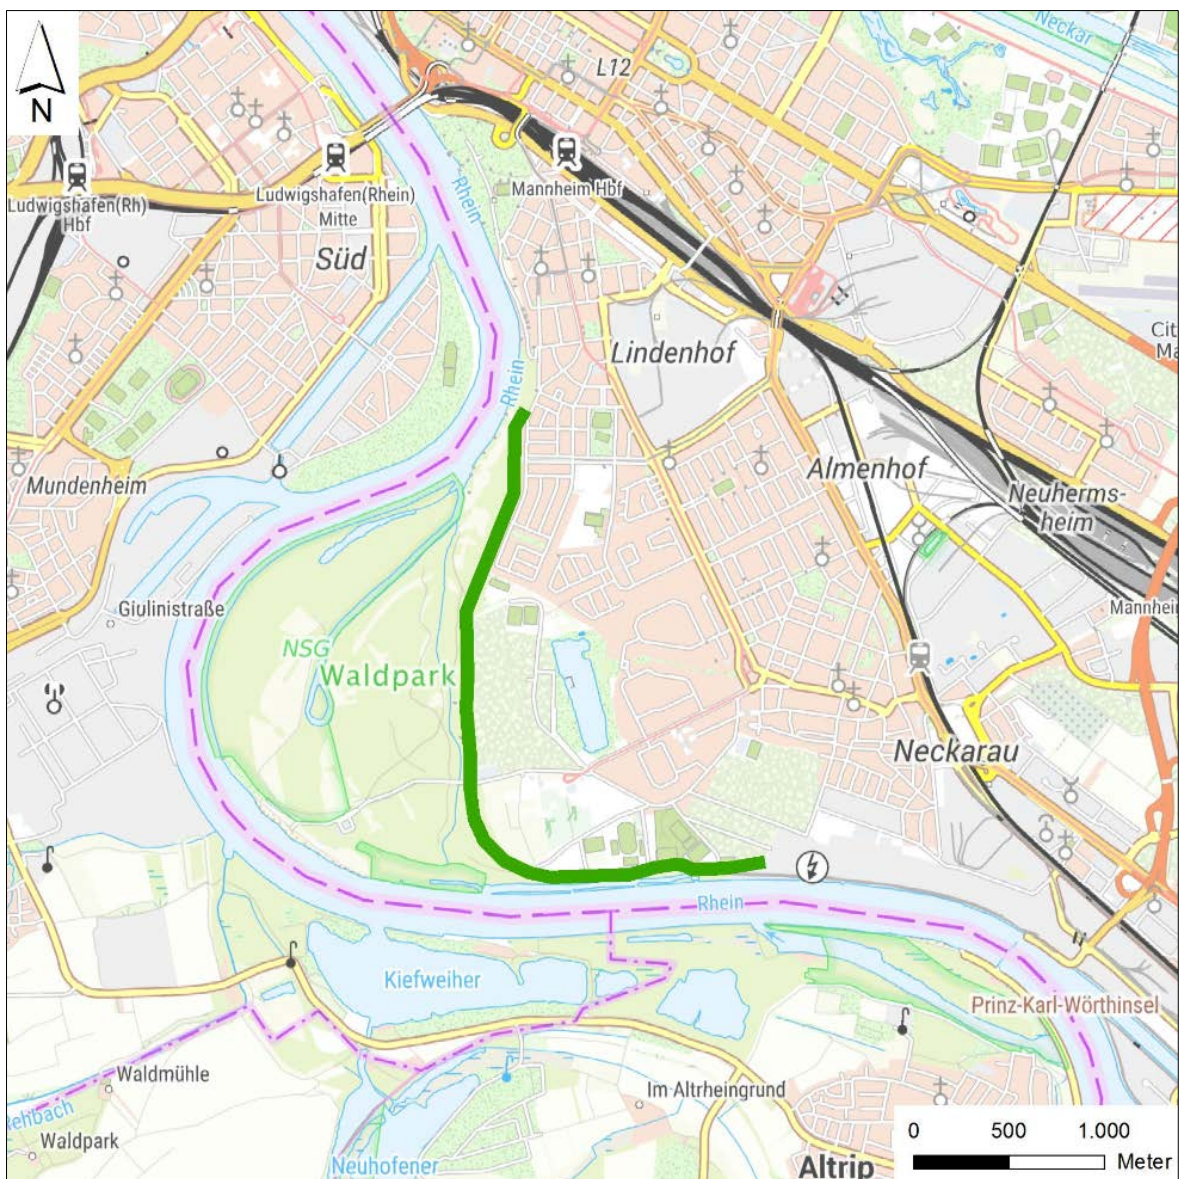 N
Neckar
L12
Ludwigshafen(Rh)
Hbf
Ludwigshafen(Rhein)
Mitte
Mannheim Hbf
Rhein
Süd
Lindenhof
Rhein
Mundenheim
Almenhof
Neuherms-
heim
Giulinistraße
NSG
Waldpark
Neckarau
Rhein
Kiefweiher
Prinz-Karl-Wörthinsel
Waldmühle
Im Altrheingrund
Rehbach
Waldpark
Neuhofener
Altrip
0 500 1.000
Meter